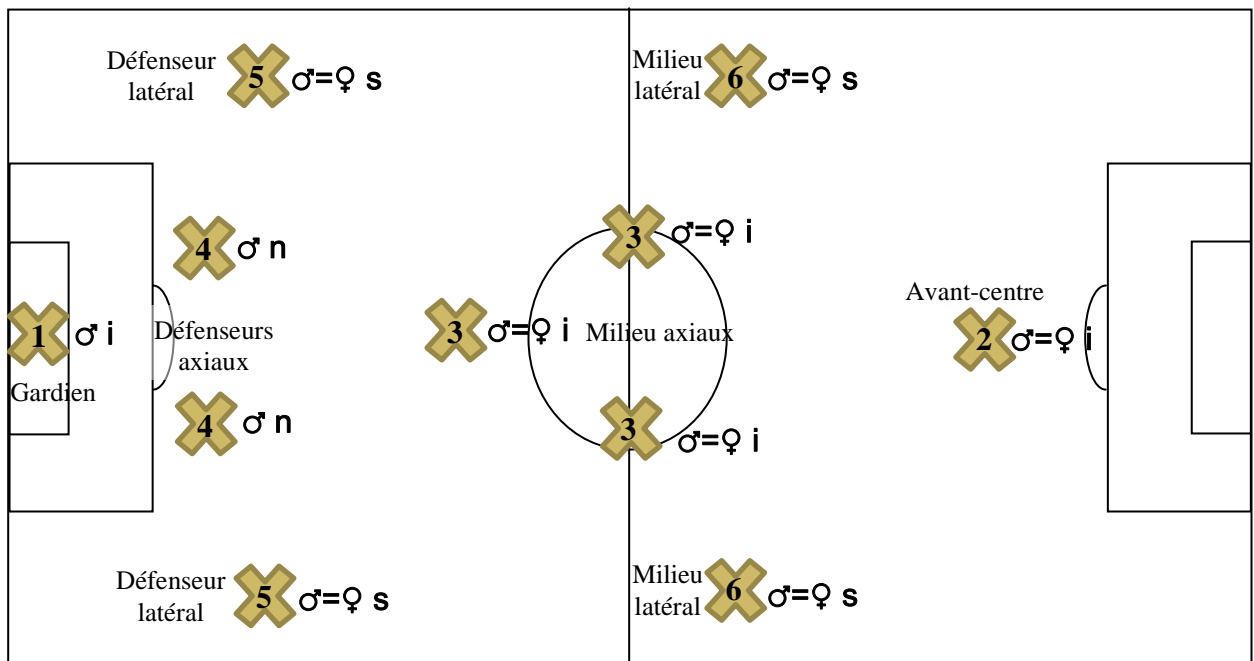 Défenseur
latéral
5 ♂=♀ s
Milieu
latéral
6 ♂=♀ s
4 ♂ n
3 ♂=♀ i
1 ♂ i
Gardien
Défenseurs
axiaux
3 ♂=♀ i
Milieu axiaux
Avant-centre
2 ♂=♀ i
4 ♂ n
3 ♂=♀ i
Défenseur
latéral
5 ♂=♀ s
Milieu
latéral
6 ♂=♀ s